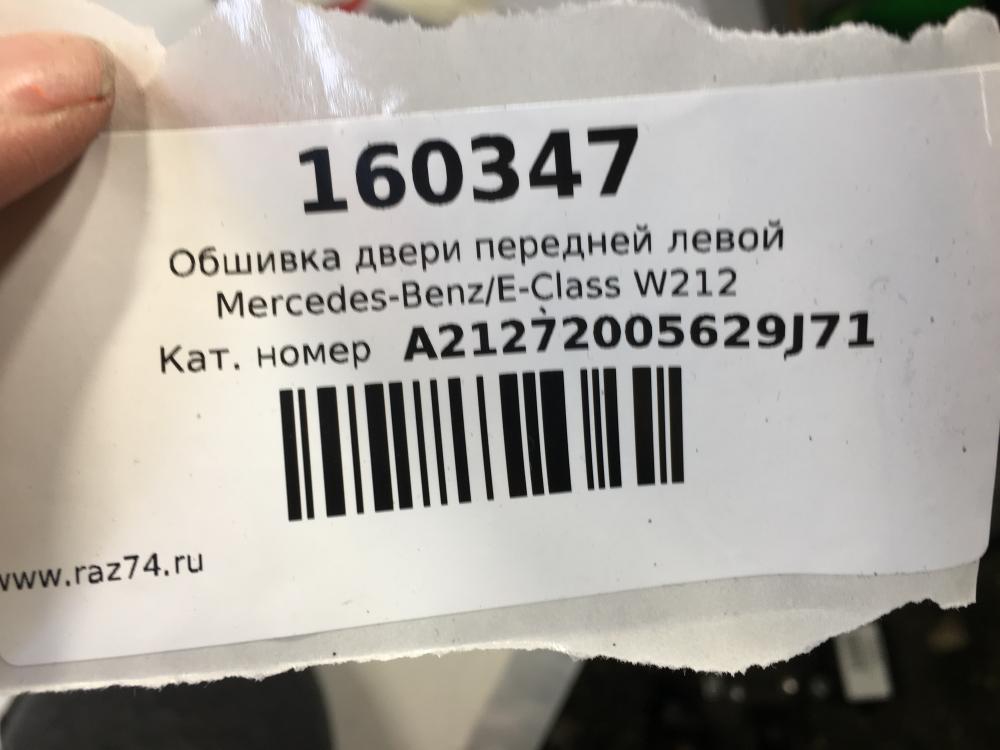 160347
Обшивка двери передней левой
Mercedes-Benz/E-Class W212
Кат. номер A21272005629J71
www.raz74.ru